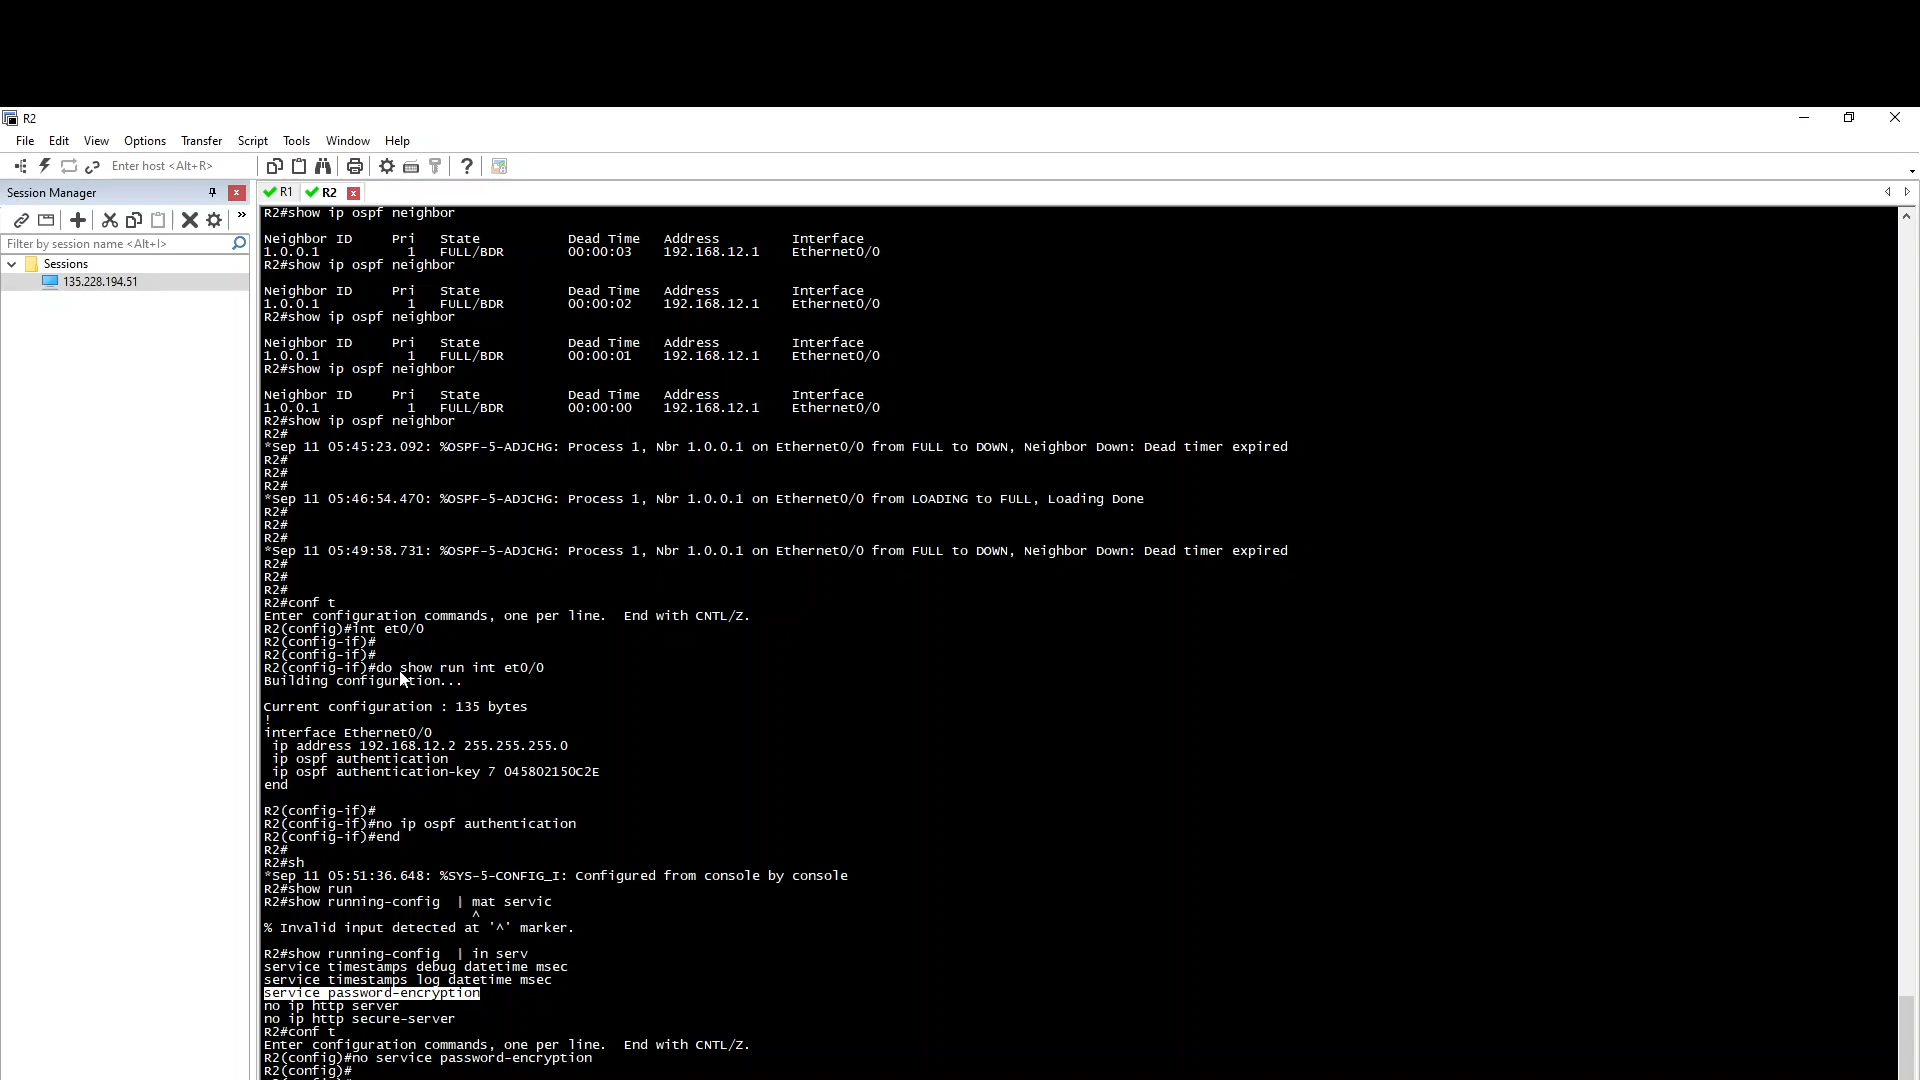 R2
File Edit View Options Transfer Script Tools Window Help
Enter host <Alt+R>
Session Manager
R1 R2
Filter by session name <Alt+I>
Sessions
135.228.194.51
R2#show ip ospf neighbor
Neighbor ID Pri State Dead Time Address Interface
1.0.0.1 1 FULL/BDR 00:00:03 192.168.12.1 Ethernet0/0
R2#show ip ospf neighbor
Neighbor ID Pri State Dead Time Address Interface
1.0.0.1 1 FULL/BDR 00:00:02 192.168.12.1 Ethernet0/0
R2#show ip ospf neighbor
Neighbor ID Pri State Dead Time Address Interface
1.0.0.1 1 FULL/BDR 00:00:01 192.168.12.1 Ethernet0/0
R2#show ip ospf neighbor
Neighbor ID Pri State Dead Time Address Interface
1.0.0.1 1 FULL/BDR 00:00:00 192.168.12.1 Ethernet0/0
R2#show ip ospf neighbor
R2#
*Sep 11 05:45:23.092: %OSPF-5-ADJCHG: Process 1, Nbr 1.0.0.1 on Ethernet0/0 from FULL to DOWN, Neighbor Down: Dead timer expired
R2#
R2#
R2#
*Sep 11 05:46:54.470: %OSPF-5-ADJCHG: Process 1, Nbr 1.0.0.1 on Ethernet0/0 from LOADING to FULL, Loading Done
R2#
R2#
R2#
*Sep 11 05:49:58.731: %OSPF-5-ADJCHG: Process 1, Nbr 1.0.0.1 on Ethernet0/0 from FULL to DOWN, Neighbor Down: Dead timer expired
R2#
R2#
R2#
R2#conf t
Enter configuration commands, one per line. End with CNTL/Z.
R2(config)#int et0/0
R2(config-if)#
R2(config-if)#
R2(config-if)#do show run int et0/0
Building configuration...
Current configuration : 135 bytes
!
interface Ethernet0/0
ip address 192.168.12.2 255.255.255.0
ip ospf authentication
ip ospf authentication-key 7 045802150C2E
end
R2(config-if)#
R2(config-if)#no ip ospf authentication
R2(config-if)#end
R2#
R2#sh
*Sep 11 05:51:36.648: %SYS-5-CONFIG_I: Configured from console by console
R2#show run
R2#show running-config | mat servic
^
% Invalid input detected at '^' marker.
R2#show running-config | in serv
service timestamps debug datetime msec
service timestamps log datetime msec
service password-encryption
no ip http server
no ip http secure-server
R2#conf t
Enter configuration commands, one per line. End with CNTL/Z.
R2(config)#no service password-encryption
R2(config)#